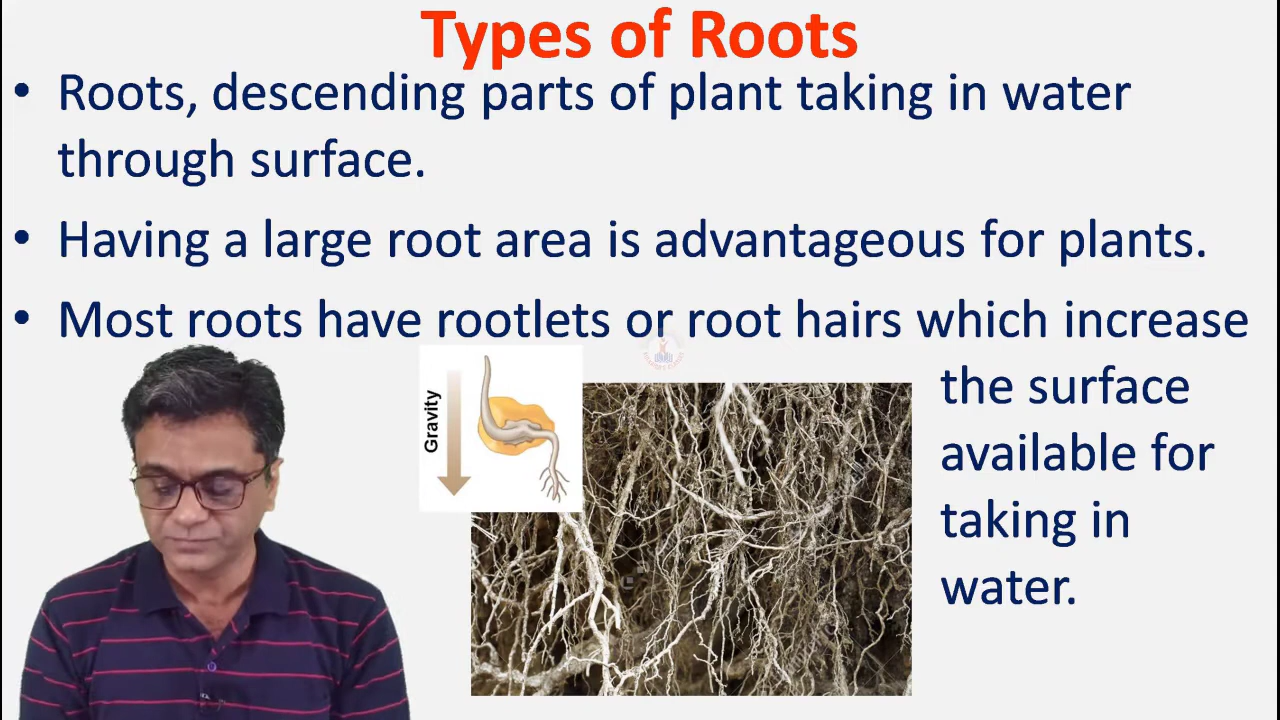 Types of Roots
• Roots, descending parts of plant taking in water
through surface.
• Having a large root area is advantageous for plants.
• Most roots have rootlets or root hairs which increase
the surface
available for
taking in
water.
Gravity